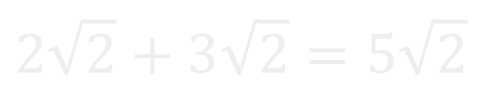 2√2 + 3√2 = 5√2